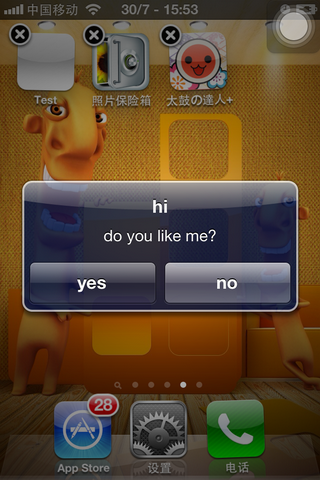 中国移动 30/7 - 15:53
Test 照片保险箱 太鼓の達人+
hi
do you like me?
yes no
28
App Store 设置 电话